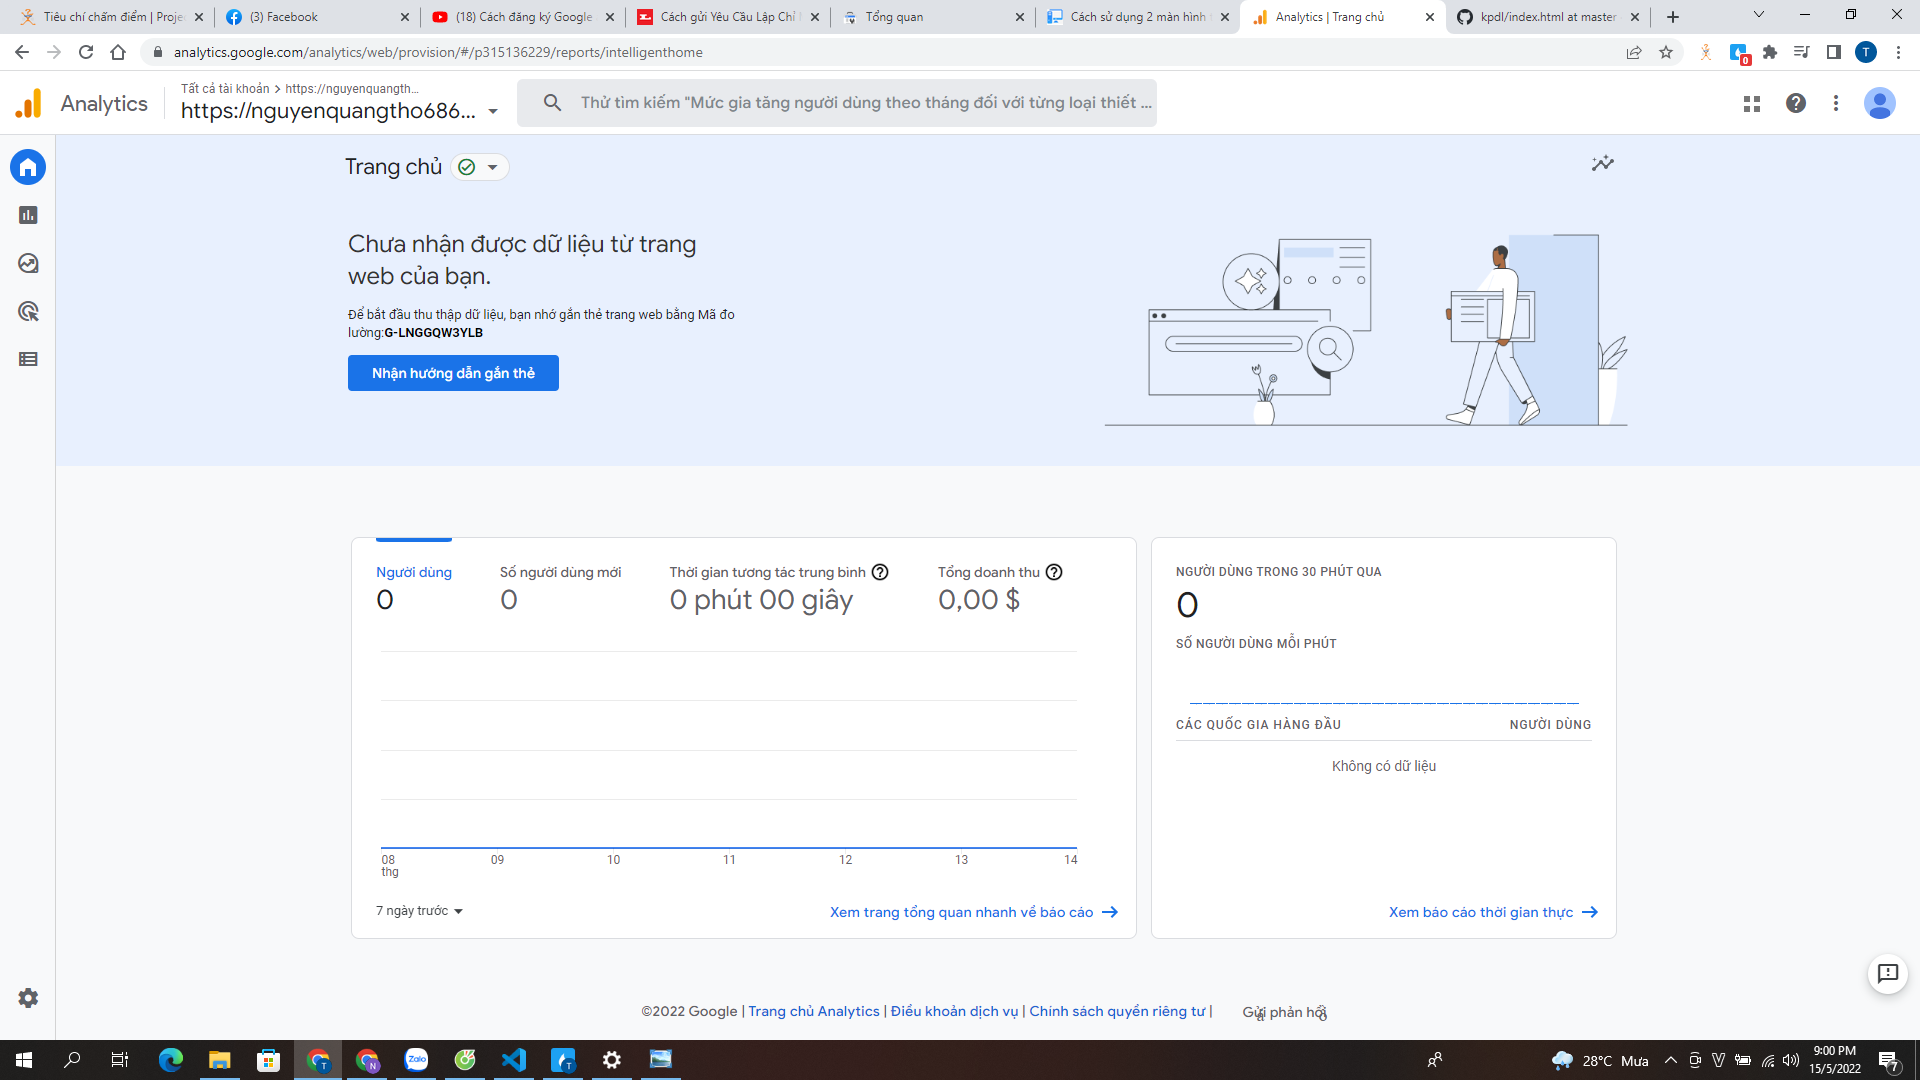 Tiêu chí chấm điểm | Proje
(3) Facebook
(18) Cách đăng ký Google
Cách gửi Yêu Cầu Lập Chỉ
Tổng quan
Cách sử dụng 2 màn hình
Analytics | Trang chủ
kpdl/index.html at master
analytics.google.com/analytics/web/provision/#/p315136229/reports/intelligenthome
T
0
Analytics
Tất cả tài khoản > https://nguyenquangth...
https://nguyenquangtho686...
Thử tìm kiếm "Mức gia tăng người dùng theo tháng đối với từng loại thiết ...
Trang chủ
Chưa nhận được dữ liệu từ trang
web của bạn.
Để bắt đầu thu thập dữ liệu, bạn nhớ gắn thẻ trang web bằng Mã đo
lường:G-LNGGQW3YLB
Nhận hướng dẫn gắn thẻ
Người dùng
0
Số người dùng mới
0
Thời gian tương tác trung bình
0 phút 00 giây
Tổng doanh thu
0,00 $
08
thg
09
10
11
12
13
14
7 ngày trước
Xem trang tổng quan nhanh về báo cáo
NGƯỜI DÙNG TRONG 30 PHÚT QUA
0
SỐ NGƯỜI DÙNG MỖI PHÚT
CÁC QUỐC GIA HÀNG ĐẦU
NGƯỜI DÙNG
Không có dữ liệu
Xem báo cáo thời gian thực
©2022 Google | Trang chủ Analytics | Điều khoản dịch vụ | Chính sách quyền riêng tư |
Gửi phản hồi
Zalo
28°C Mưa
9:00 PM
15/5/2022
7